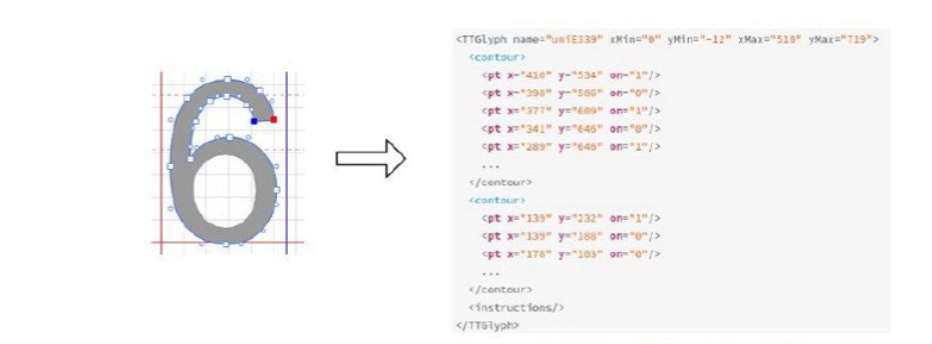 <TTGlyph name="uniE339" xMin="0" yMin="-12" xMax="510" yMax="719">
<contour>
<pt x="410" y="534" on="1"/>
<pt x="398" y="586" on="0"/>
<pt x="377" y="609" on="1"/>
<pt x="341" y="646" on="0"/>
<pt x="289" y="646" on="1"/>
...
</contour>
<contour>
<pt x="139" y="232" on="1"/>
<pt x="139" y="188" on="0"/>
<pt x="178" y="103" on="0"/>
...
</contour>
<instructions/>
</TTGlyph>